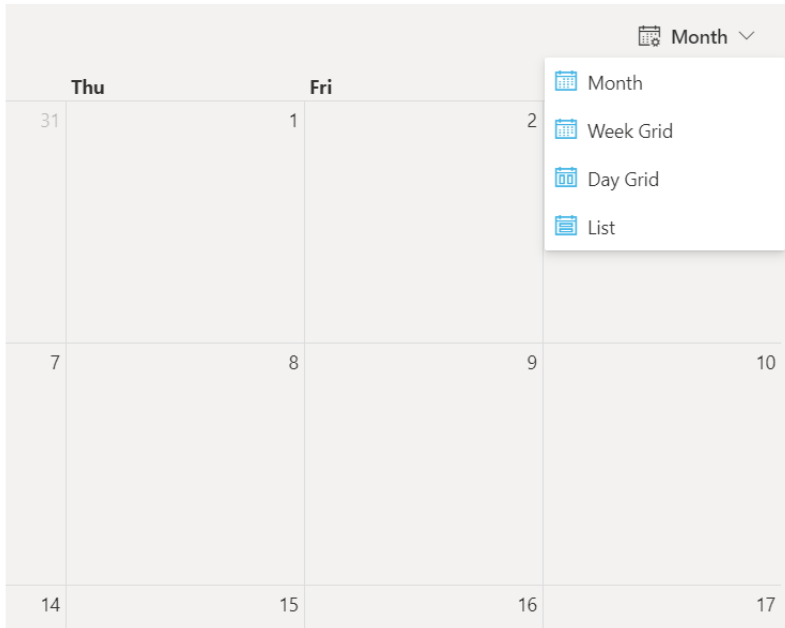 Month
Thu Fri
Month
31 1 2
Week Grid
Day Grid
List
7 8 9 10
14 15 16 17